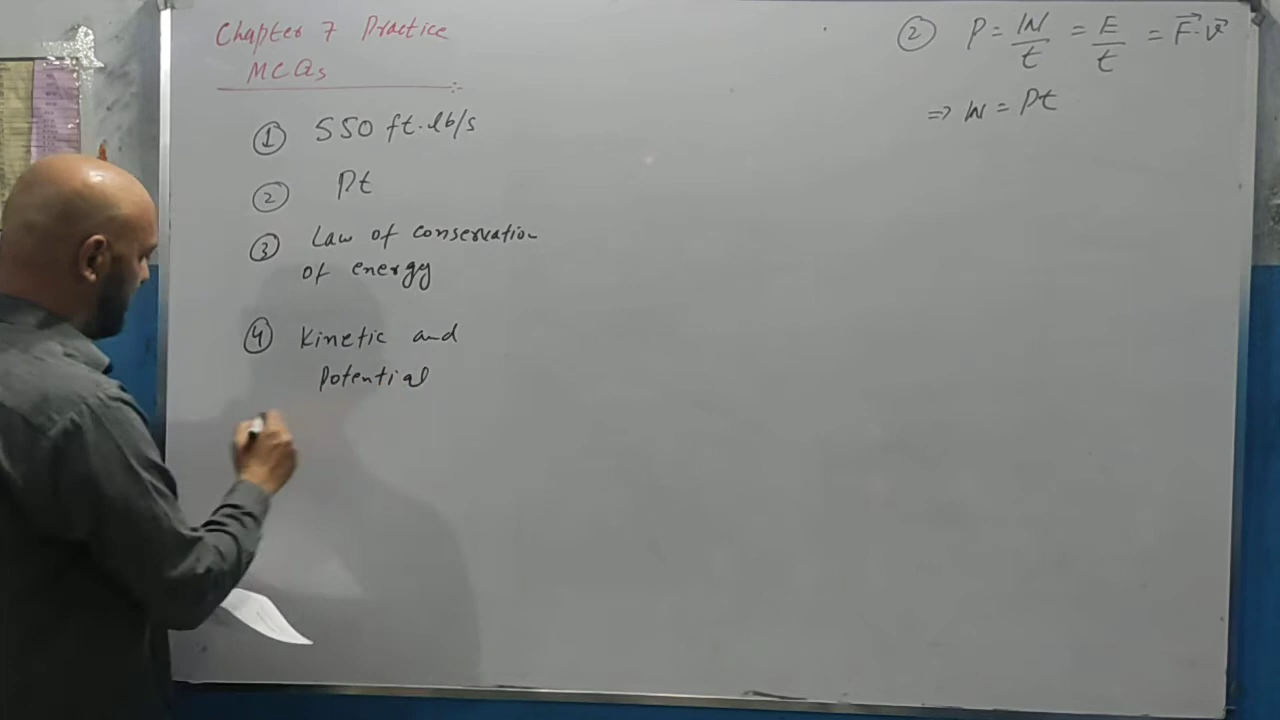 Chapter 7 Practice
MCQs
① 550 ft.lb/s
② Pt
③ Law of conservation
of energy
④ Kinetic and
Potential
② P = W/t = E/t = F⃗·v⃗
⇒ W = Pt